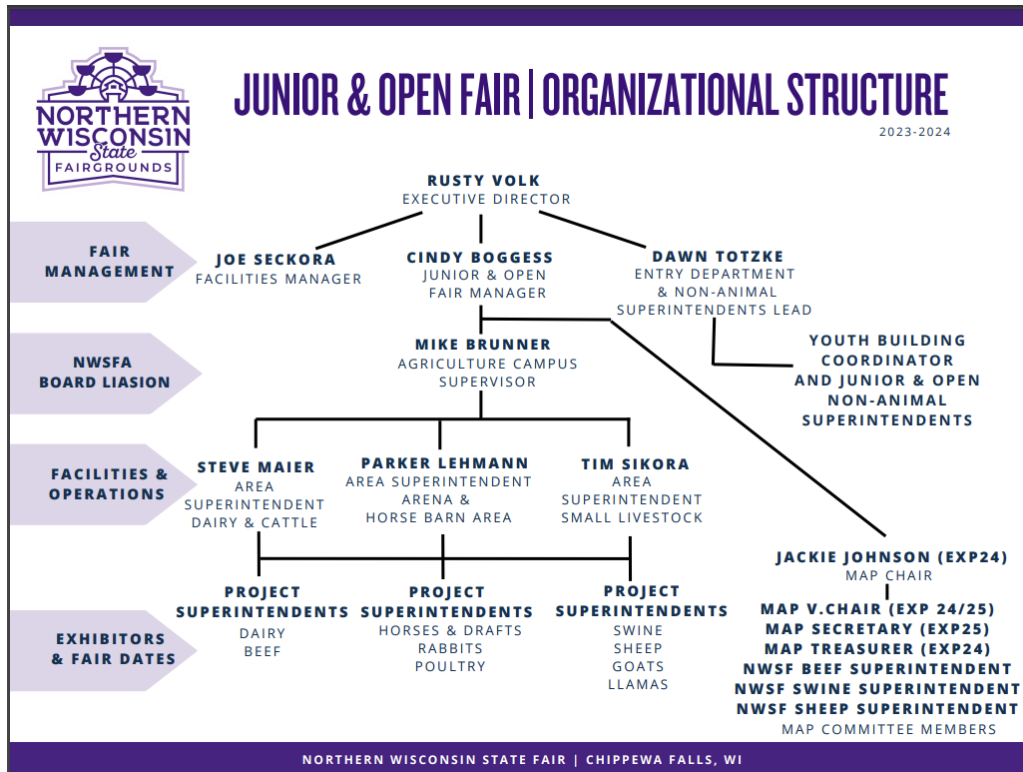 NORTHERN
WISCONSIN
State
FAIRGROUNDS
JUNIOR & OPEN FAIR | ORGANIZATIONAL STRUCTURE
2023-2024
RUSTY VOLK
EXECUTIVE DIRECTOR
FAIR
MANAGEMENT
JOE SECKORA
FACILITIES MANAGER
CINDY BOGGESS
JUNIOR & OPEN
FAIR MANAGER
DAWN TOTZKE
ENTRY DEPARTMENT
& NON-ANIMAL
SUPERINTENDENTS LEAD
NWSFA
BOARD LIASION
MIKE BRUNNER
AGRICULTURE CAMPUS
SUPERVISOR
YOUTH BUILDING
COORDINATOR
AND JUNIOR & OPEN
NON-ANIMAL
SUPERINTENDENTS
FACILITIES &
OPERATIONS
STEVE MAIER
AREA
SUPERINTENDENT
DAIRY & CATTLE
PARKER LEHMANN
AREA SUPERINTENDENT
ARENA &
HORSE BARN AREA
TIM SIKORA
AREA
SUPERINTENDENT
SMALL LIVESTOCK
EXHIBITORS
& FAIR DATES
PROJECT
SUPERINTENDENTS
DAIRY
BEEF
PROJECT
SUPERINTENDENTS
HORSES & DRAFTS
RABBITS
POULTRY
PROJECT
SUPERINTENDENTS
SWINE
SHEEP
GOATS
LLAMAS
JACKIE JOHNSON (EXP24)
MAP CHAIR
MAP V.CHAIR (EXP 24/25)
MAP SECRETARY (EXP25)
MAP TREASURER (EXP24)
NWSF BEEF SUPERINTENDENT
NWSF SWINE SUPERINTENDENT
NWSF SHEEP SUPERINTENDENT
MAP COMMITTEE MEMBERS
NORTHERN WISCONSIN STATE FAIR | CHIPPEWA FALLS, WI